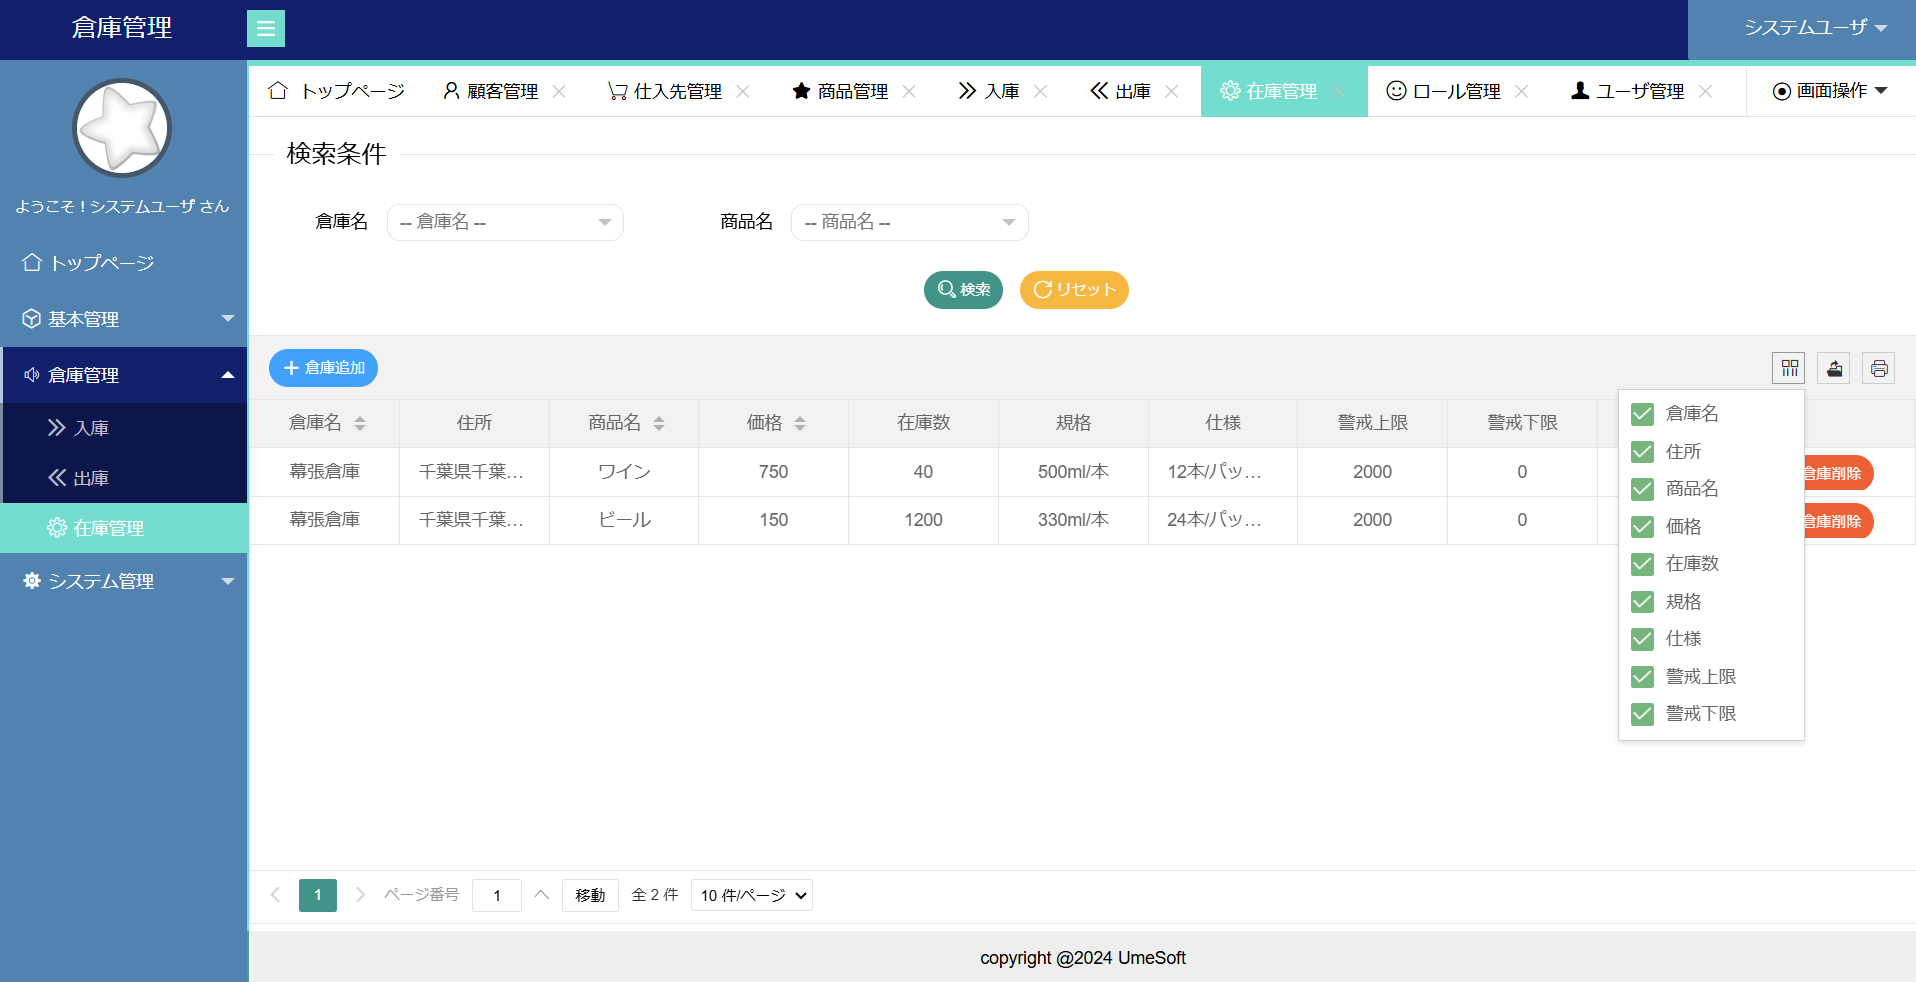 倉庫管理
システムユーザ
ようこそ！システムユーザ さん
トップページ
基本管理
倉庫管理
入庫
出庫
在庫管理
システム管理
トップページ 顧客管理 仕入先管理 商品管理 入庫 出庫 在庫管理 ロール管理 ユーザ管理 画面操作
検索条件
倉庫名 -- 倉庫名 -- 商品名 -- 商品名 --
検索 リセット
倉庫追加
倉庫名 住所 商品名 価格 在庫数 規格 仕様 警戒上限 警戒下限
幕張倉庫 千葉県千葉… ワイン 750 40 500ml/本 12本/パッ… 2000 0 倉庫削除
幕張倉庫 千葉県千葉… ビール 150 1200 330ml/本 24本/パッ… 2000 0 倉庫削除
倉庫名
住所
商品名
価格
在庫数
規格
仕様
警戒上限
警戒下限
1 ページ番号 1 へ 移動 全 2 件 10 件/ページ
copyright @2024 UmeSoft